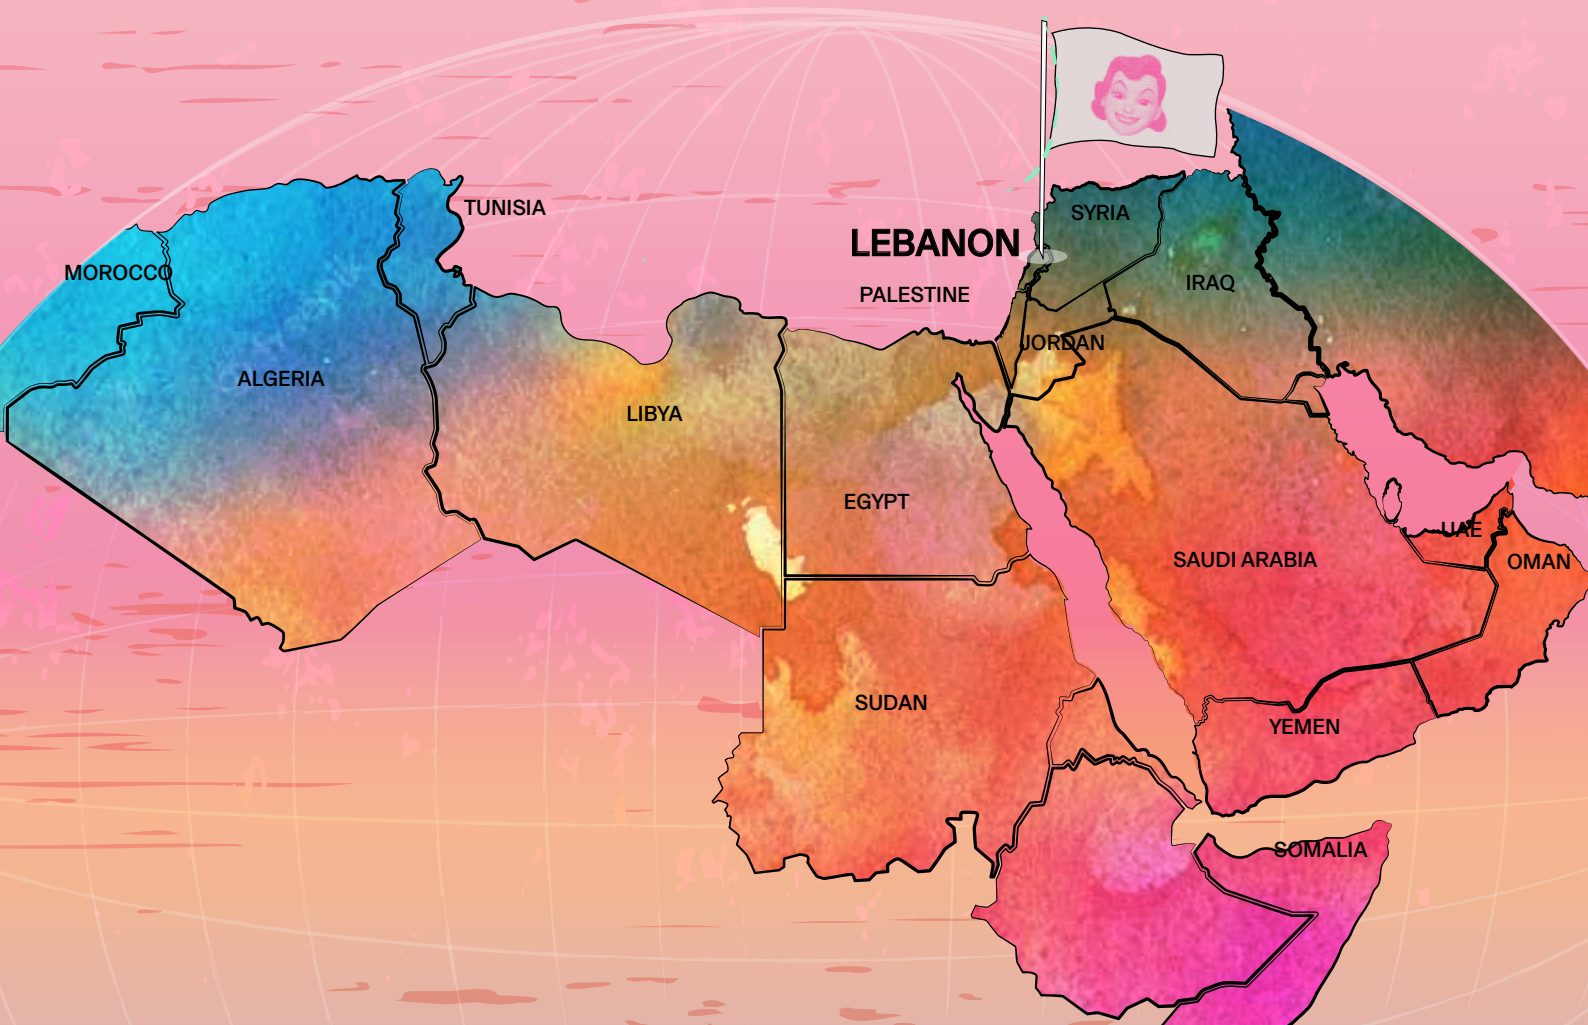 TUNISIA
SYRIA
LEBANON
MOROCCO
IRAQ
PALESTINE
JORDAN
ALGERIA
LIBYA
EGYPT
UAE
SAUDI ARABIA
OMAN
SUDAN
YEMEN
SOMALIA